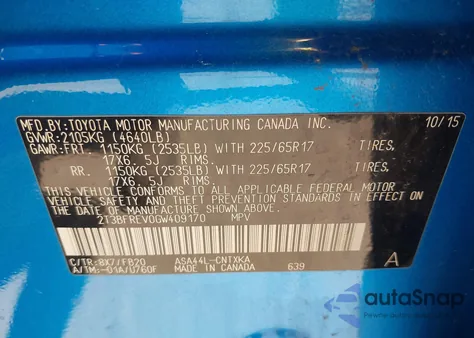 MFD.BY:TOYOTA MOTOR MANUFACTURING CANADA INC. 10/15
GVWR:2105KG (4640LB)
GAWR:FRT. 1150KG (2535LB) WITH 225/65R17 TIRES.
17X6.5J RIMS.
RR. 1150KG (2535LB) WITH 225/65R17 TIRES.
17X6.5J RIMS.
THIS VEHICLE CONFORMS TO ALL APPLICABLE FEDERAL MOTOR
VEHICLE SAFETY AND THEFT PREVENTION STANDARDS IN EFFECT ON
THE DATE OF MANUFACTURE SHOWN ABOVE.
2T3BFREV0GW409170 MPV
C/TR:8X7/FB20 ASA44L-CNTXKA A
A/TM:-01A/U760F MADE IN CANADA 639
autoSnap